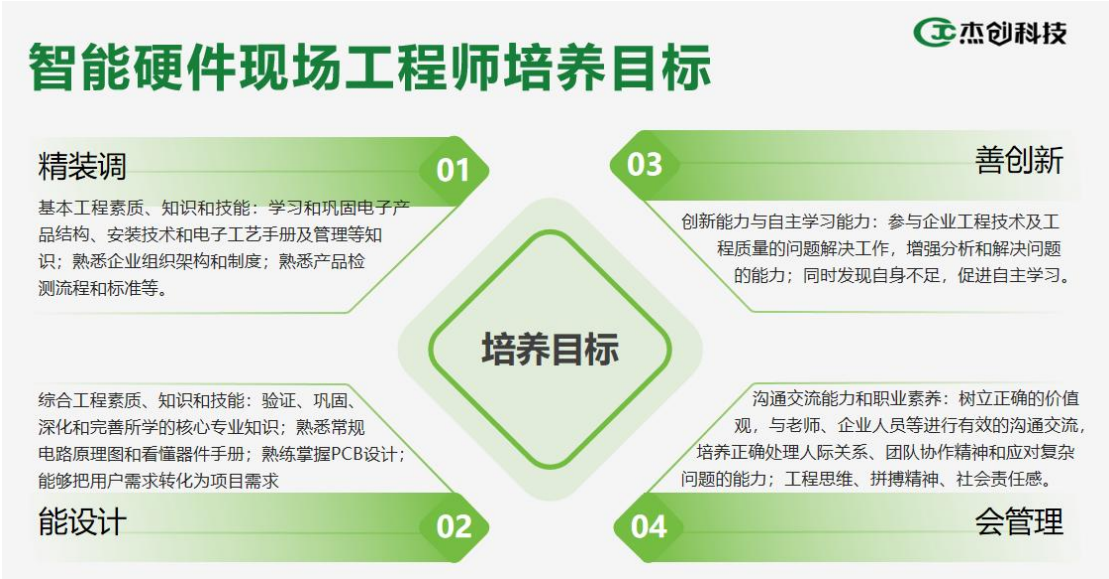 杰创科技
智能硬件现场工程师培养目标
精装调
01
基本工程素质、知识和技能：学习和巩固电子产
品结构、安装技术和电子工艺手册及管理等知
识；熟悉企业组织架构和制度；熟悉产品检
测流程和标准等。
综合工程素质、知识和技能：验证、巩固、
深化和完善所学的核心专业知识；熟悉常规
电路原理图和看懂器件手册；熟练掌握PCB设计；
能够把用户需求转化为项目需求
能设计
02
培养目标
03
善创新
创新能力与自主学习能力：参与企业工程技术及工
程质量的问题解决工作，增强分析和解决问题
的能力；同时发现自身不足，促进自主学习。
沟通交流能力和职业素养：树立正确的价值
观，与老师、企业人员等进行有效的沟通交流，
培养正确处理人际关系、团队协作精神和应对复杂
问题的能力；工程思维、拼搏精神、社会责任感。
04
会管理